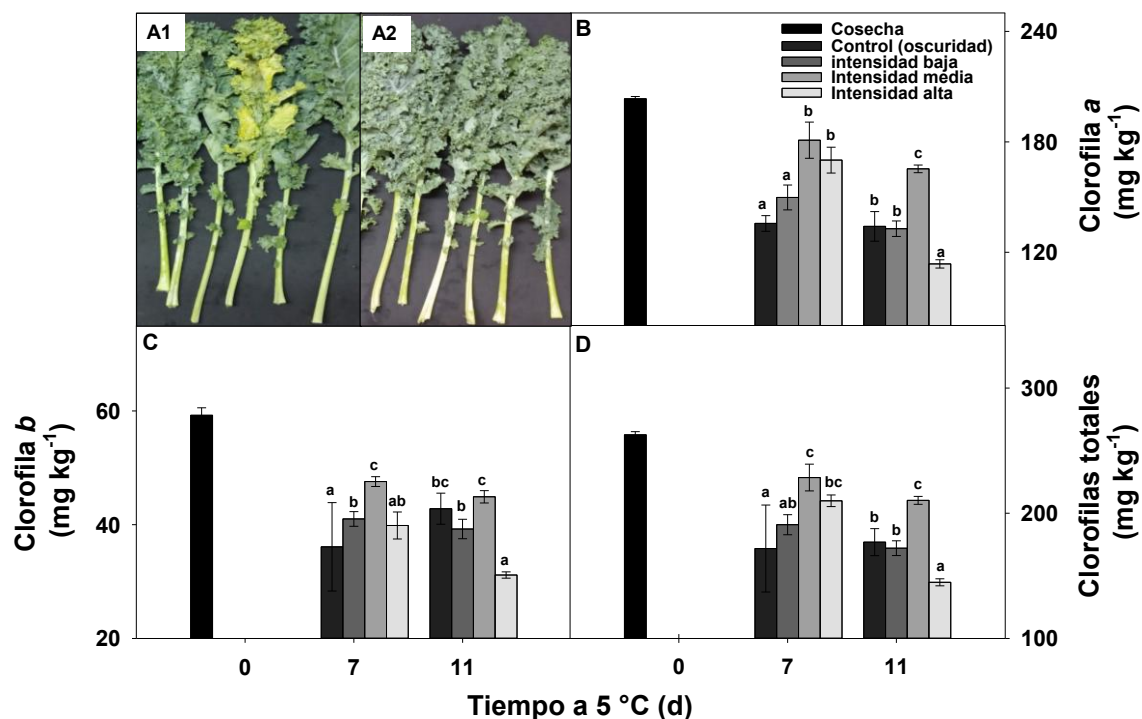 A1
A2
B
Cosecha
Control (oscuridad)
intensidad baja
Intensidad média
Intensidad alta
240
180
120
Clorofila a
(mg kg-1)
a
a
b
b
b
b
c
a
C
Clorofila b
(mg kg-1)
60
40
20
a
b
c
ab
bc
b
c
a
0
7
11
D
300
200
100
Clorofilas totales
(mg kg-1)
a
ab
c
bc
b
b
c
a
0
7
11
Tiempo a 5 °C (d)